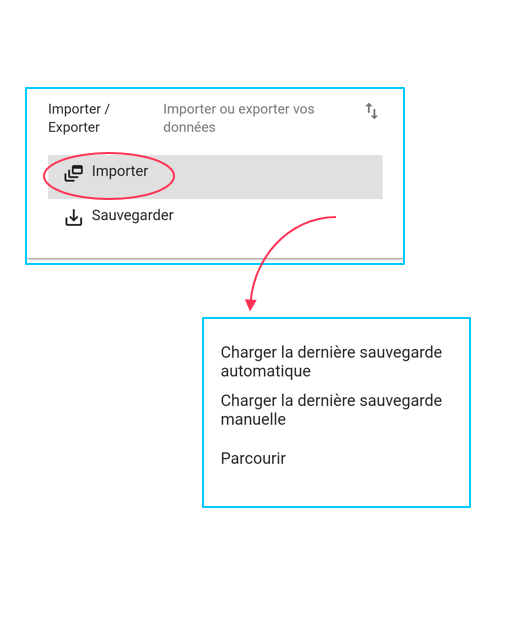 Importer /
Exporter
Importer ou exporter vos
données
Importer
Sauvegarder
Charger la dernière sauvegarde
automatique
Charger la dernière sauvegarde
manuelle
Parcourir